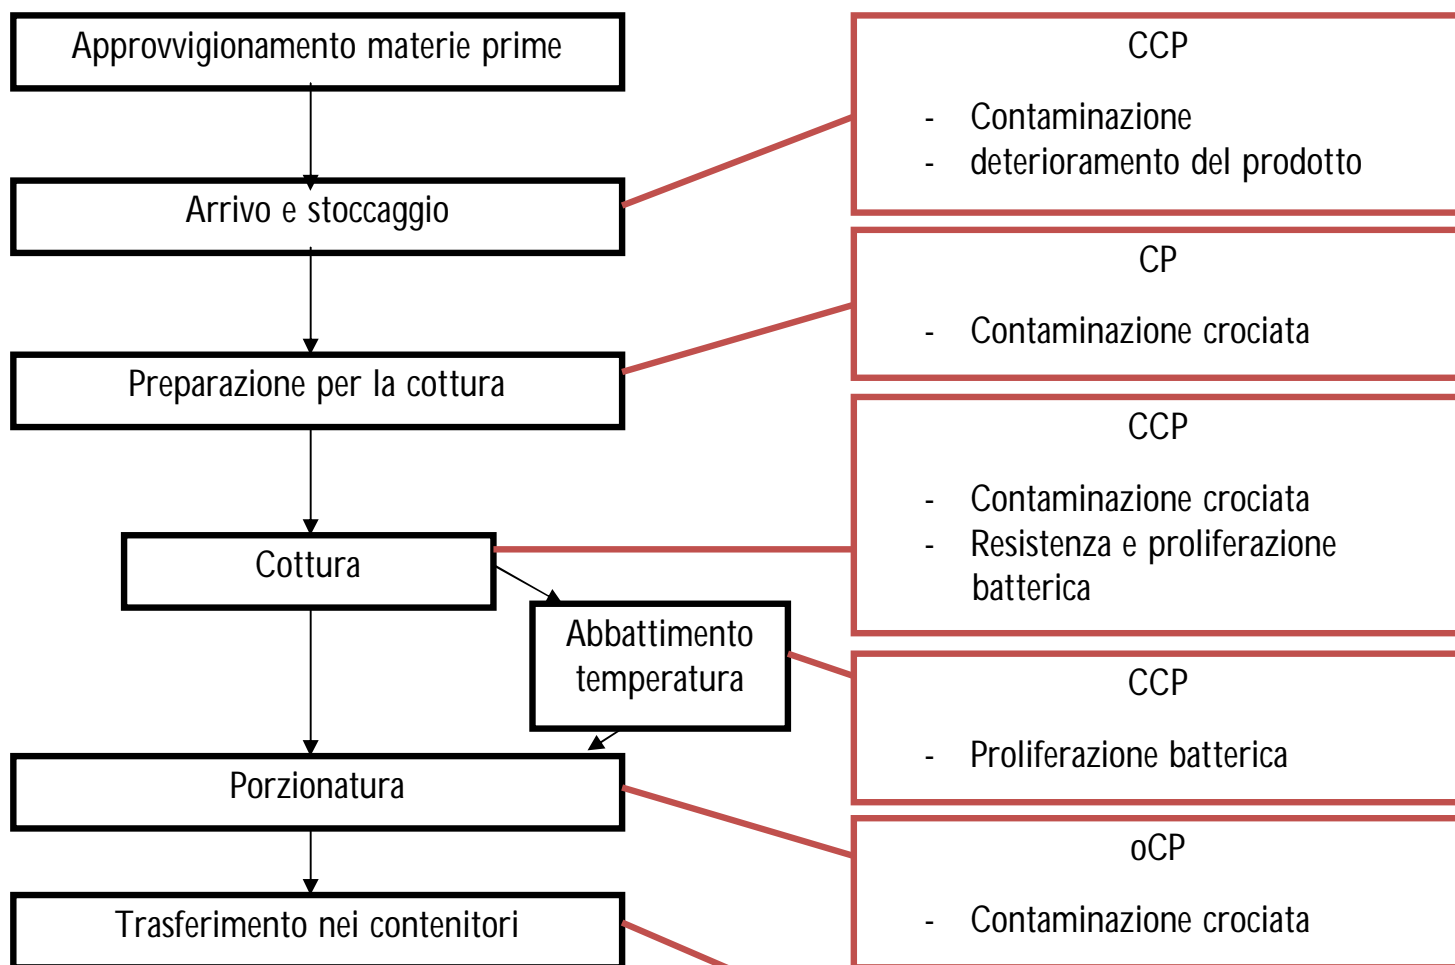 Approvvigionamento materie prime
CCP
- Contaminazione
- deterioramento del prodotto
Arrivo e stoccaggio
CP
- Contaminazione crociata
Preparazione per la cottura
CCP
- Contaminazione crociata
- Resistenza e proliferazione
batterica
Cottura
Abbattimento
temperatura
CCP
- Proliferazione batterica
Porzionatura
oCP
- Contaminazione crociata
Trasferimento nei contenitori